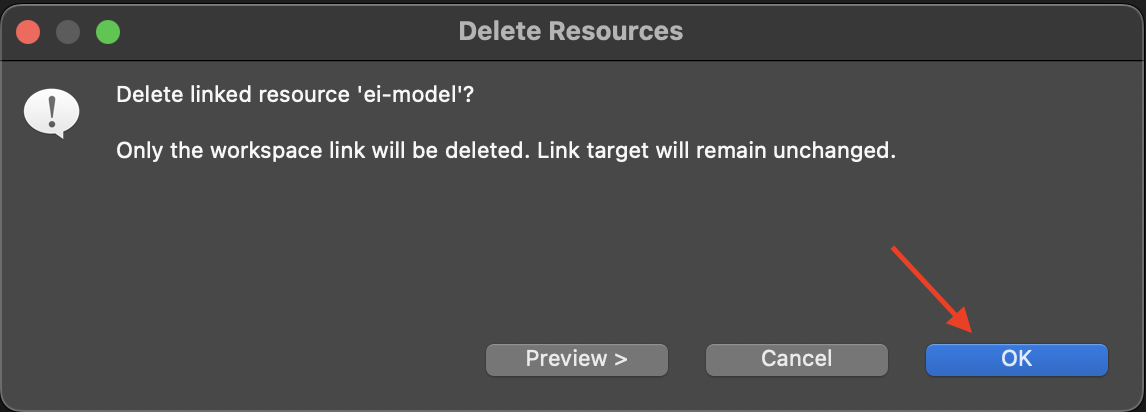 Delete Resources
Delete linked resource 'ei-model'?
Only the workspace link will be deleted. Link target will remain unchanged.
Preview >
Cancel
OK